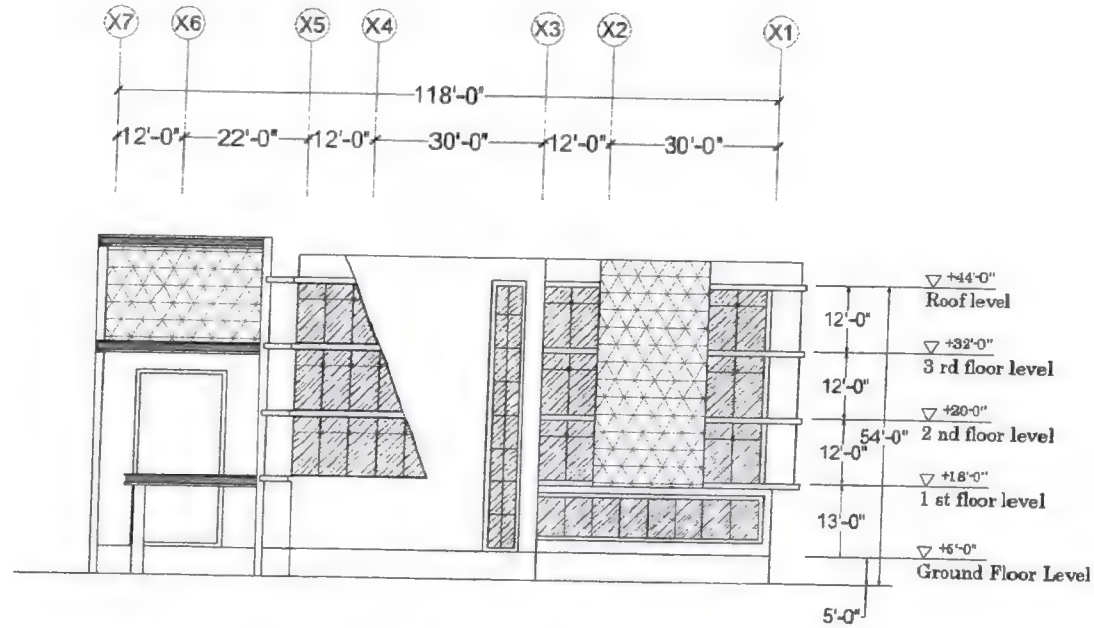 X7 X6 X5 X4 X3 X2 X1
118'-0"
12'-0" 22'-0" 12'-0" 30'-0" 12'-0" 30'-0"
+44'-0"
Roof level
12'-0"
+32'-0"
3 rd floor level
12'-0"
+20-0"
2 nd floor level
54'-0"
12'-0"
+18'-0"
1 st floor level
13'-0"
+5'-0"
Ground Floor Level
5'-0"